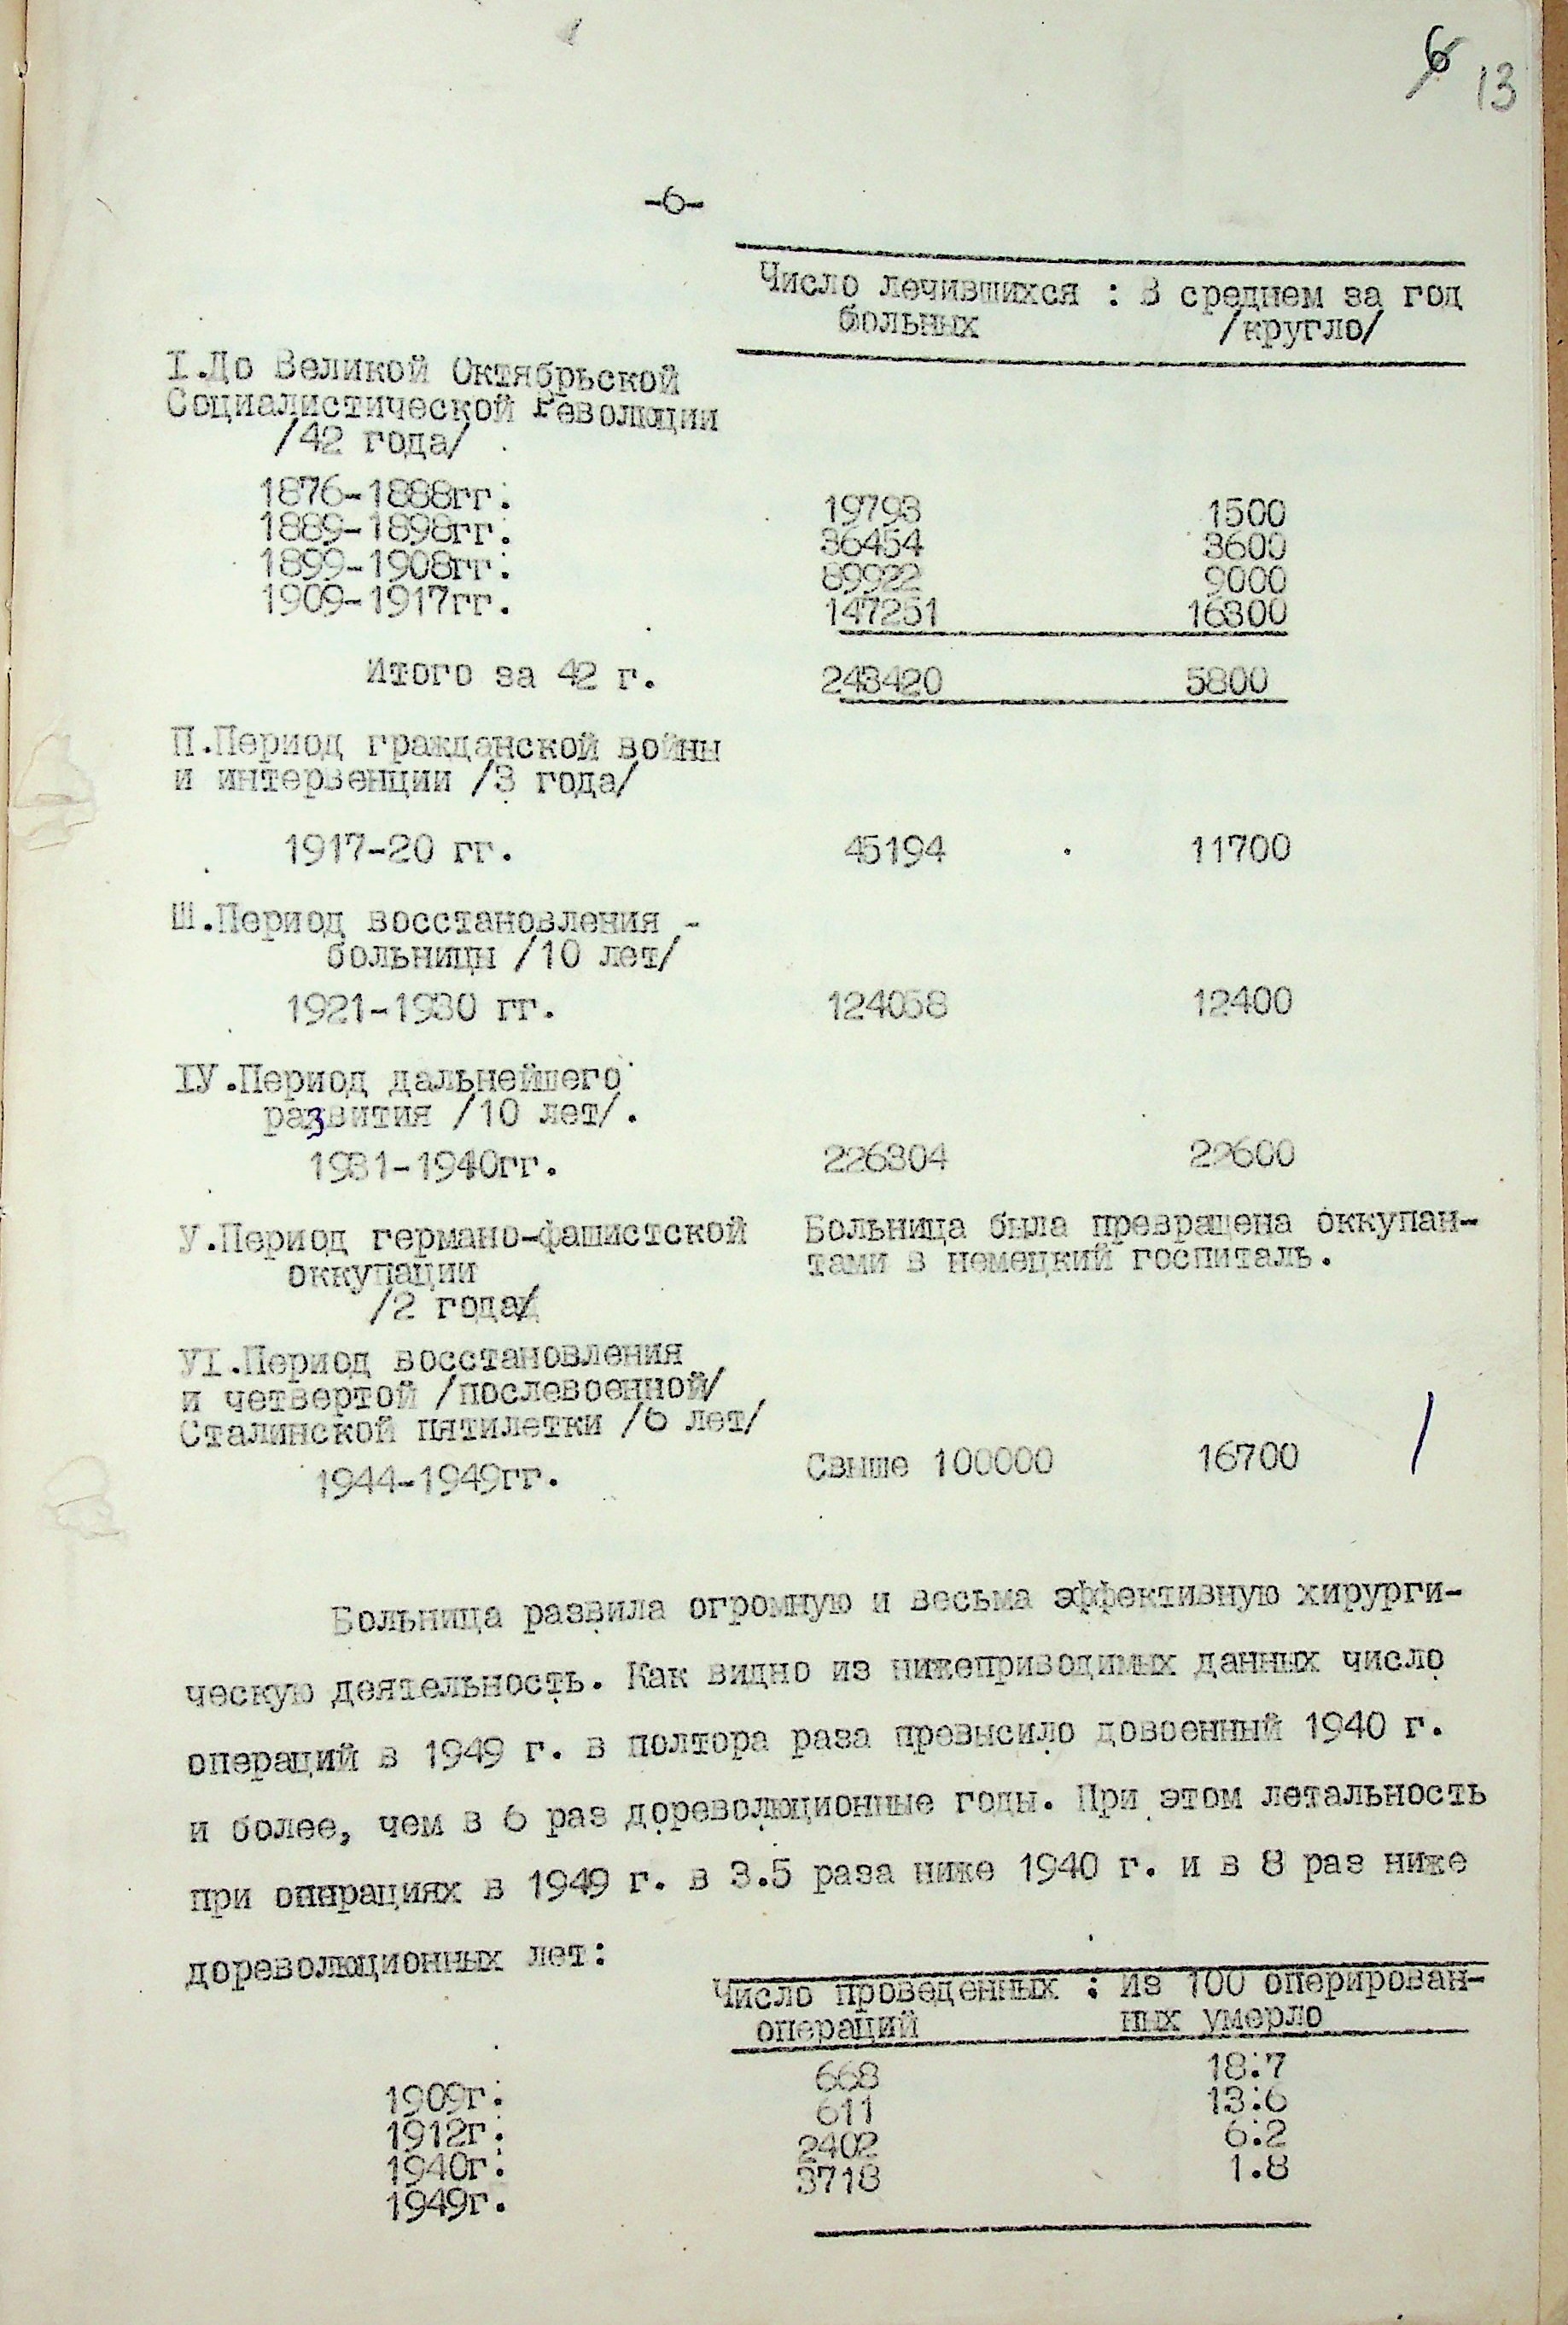 6 13
-6-
Число лечившихся : В среднем за год
больных /кругло/
I.До Великой Октябрьской
Социалистической Революции
/42 года/
1876-1888гг. 19793 1500
1889-1898гг. 36454 3600
1899-1908гг. 89922 9000
1909-1917гг. 147251 16300
Итого за 42 г. 243420 5800
П.Период гражданской войны
и интервенции /3 года/
1917-20 гг. 45194 11700
Ш.Период восстановления -
больницы /10 лет/
1921-1930 гг. 124058 12400
IУ.Период дальнейшего
развития /10 лет/.
1931-1940гг. 226304 22600
У.Период германо-фашистской Больница была превращена оккупан-
оккупации тами в немецкий госпиталь.
/2 года/
УI.Период восстановления
и четвертой /послевоенной/
Сталинской пятилетки /6 лет/
1944-1949гг. Свыше 100000 16700
Больница развила огромную и весьма эффективную хирурги-
ческую деятельность. Как видно из нижеприводимых данных число
операций в 1949 г. в полтора раза превысило довоенный 1940 г.
и более, чем в 6 раз дореволюционные годы. При этом летальность
при опнрациях в 1949 г. в 3.5 раза ниже 1940 г. и в 8 раз ниже
дореволюционных лет:
Число проведенных : Из 100 оперирован-
операций ных умерло
1909г. 668 18.7
1912г. 611 13.6
1940г. 2402 6.2
1949г. 3718 1.8